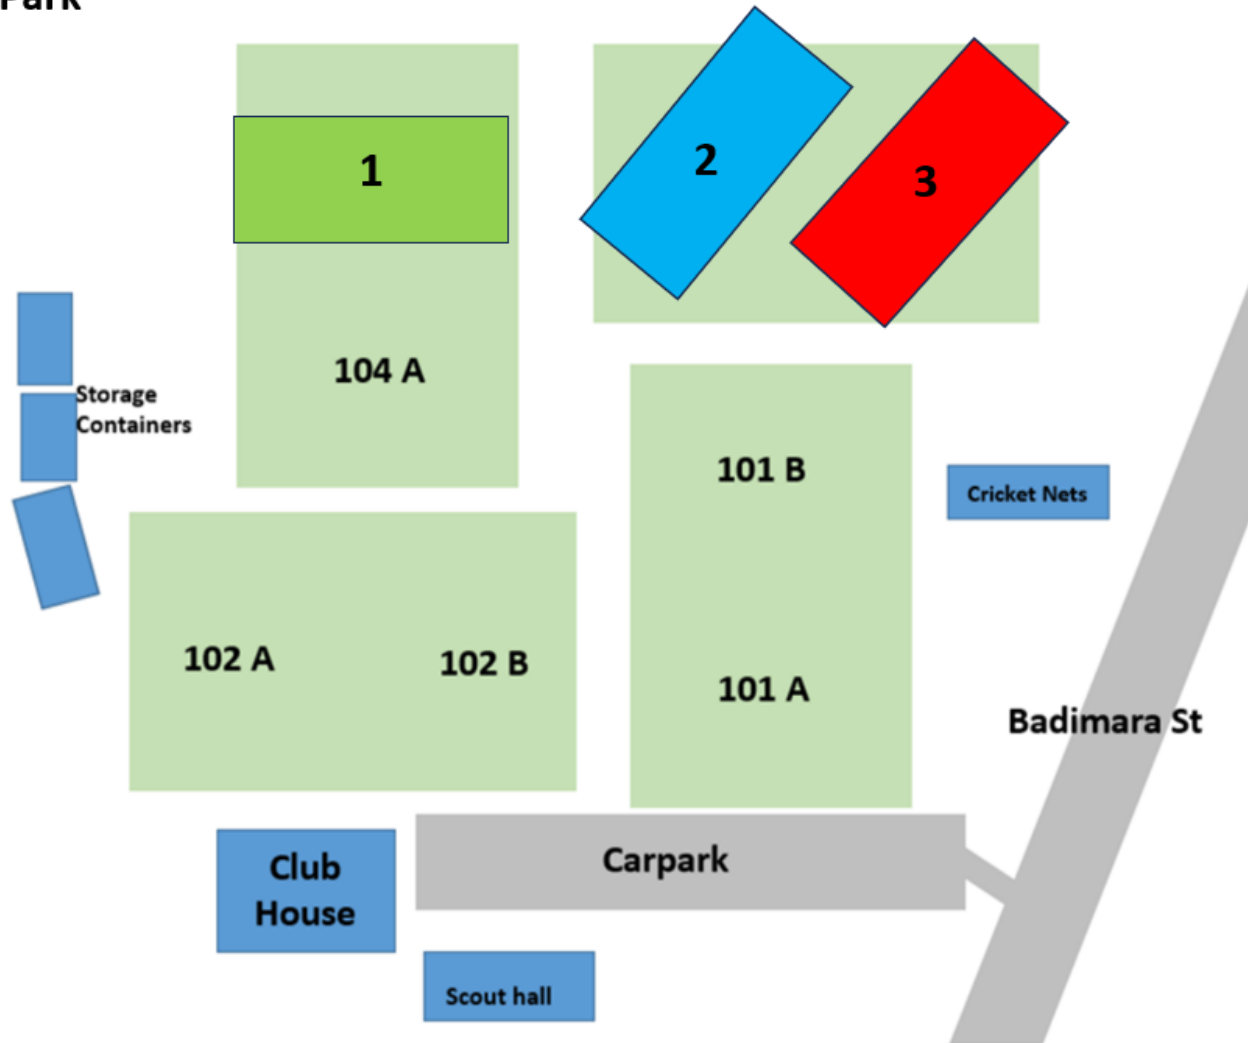 Park
1
2
3
104 A
Storage
Containers
101 B
Cricket Nets
102 A
102 B
101 A
Badimara St
Carpark
Club
House
Scout hall